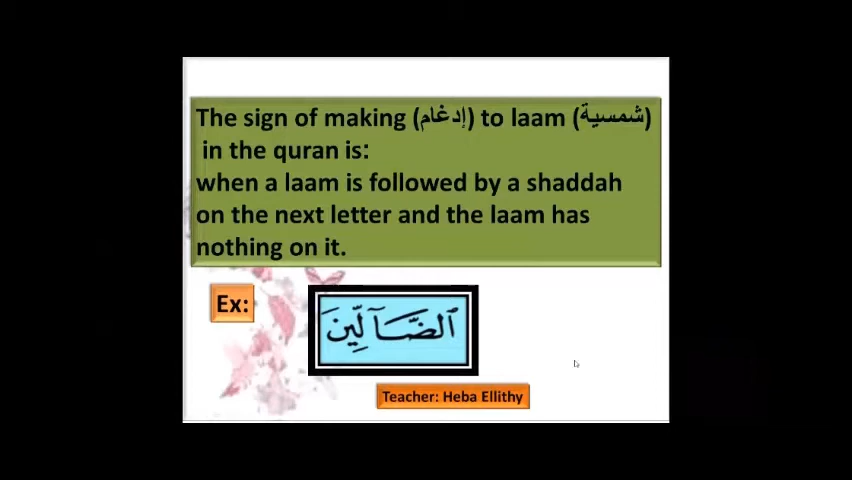 The sign of making (إدغام) to laam (شمسية)
in the quran is:
when a laam is followed by a shaddah
on the next letter and the laam has
nothing on it.
Ex:
ٱلضَّآلِّينَ
Teacher: Heba Ellithy